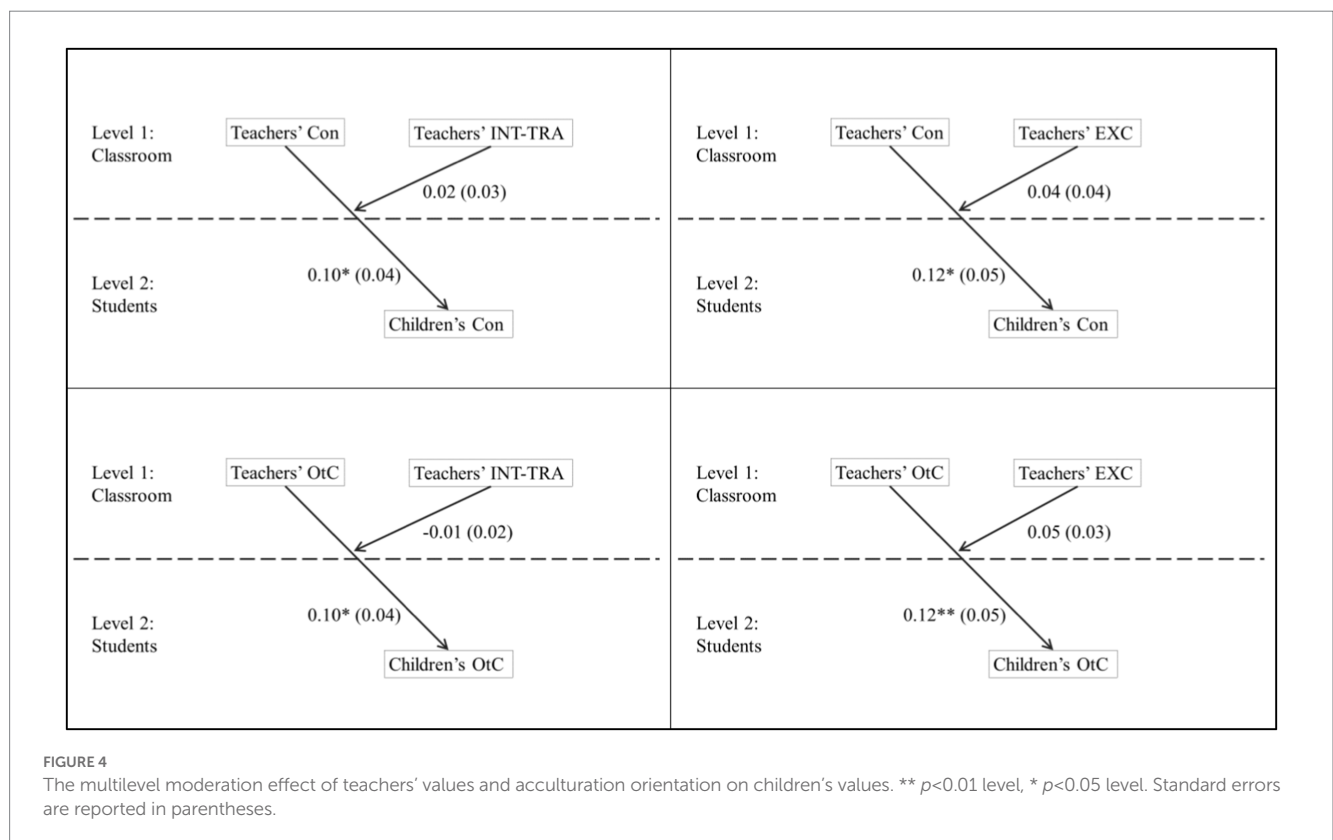 Level 1:
Classroom
Teachers' Con
Teachers' INT-TRA
0.02 (0.03)
Level 2:
Students
0.10* (0.04)
Children's Con
Level 1:
Classroom
Teachers' Con
Teachers' EXC
0.04 (0.04)
Level 2:
Students
0.12* (0.05)
Children's Con
Level 1:
Classroom
Teachers' OtC
Teachers' INT-TRA
-0.01 (0.02)
Level 2:
Students
0.10* (0.04)
Children's OtC
Level 1:
Classroom
Teachers' OtC
Teachers' EXC
0.05 (0.03)
Level 2:
Students
0.12** (0.05)
Children's OtC
FIGURE 4
The multilevel moderation effect of teachers' values and acculturation orientation on children's values. ** p<0.01 level, * p<0.05 level. Standard errors
are reported in parentheses.